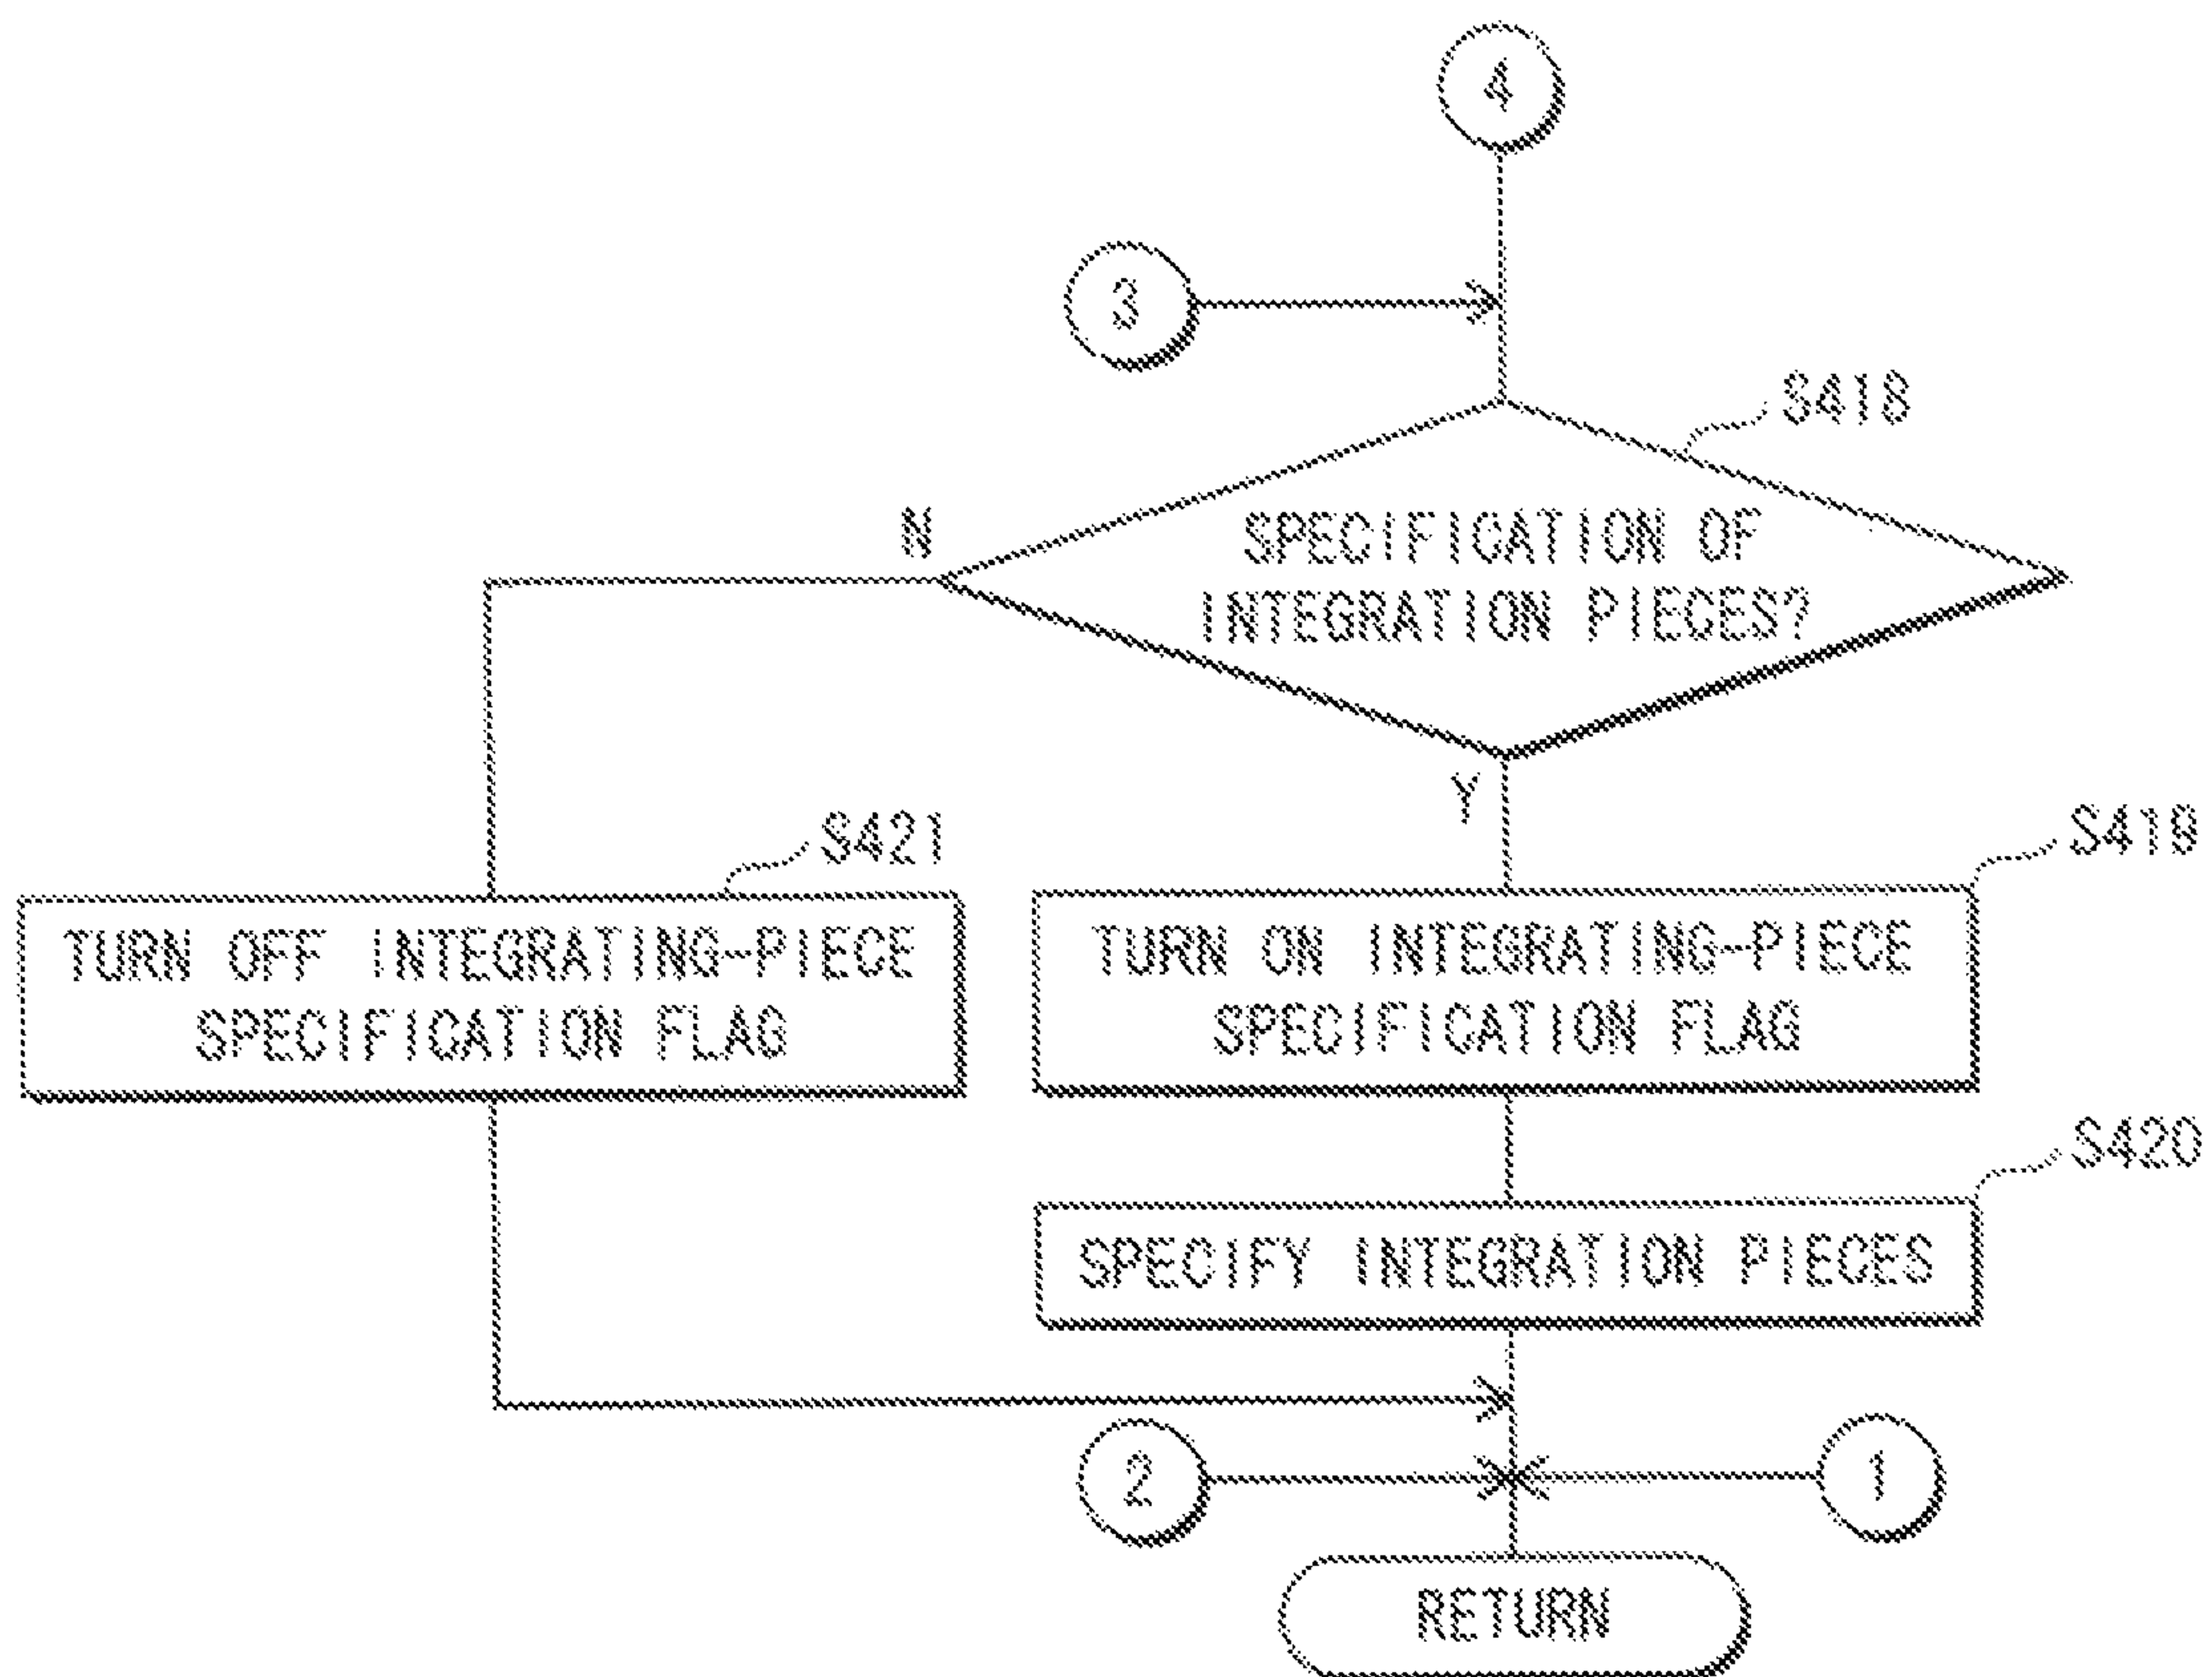 4
3
S418
N
SPECIFICATION OF
INTEGRATION PIECES?
Y
S421
S419
TURN OFF INTEGRATING-PIECE
SPECIFICATION FLAG
TURN ON INTEGRATING-PIECE
SPECIFICATION FLAG
S420
SPECIFY INTEGRATION PIECES
2
1
RETURN